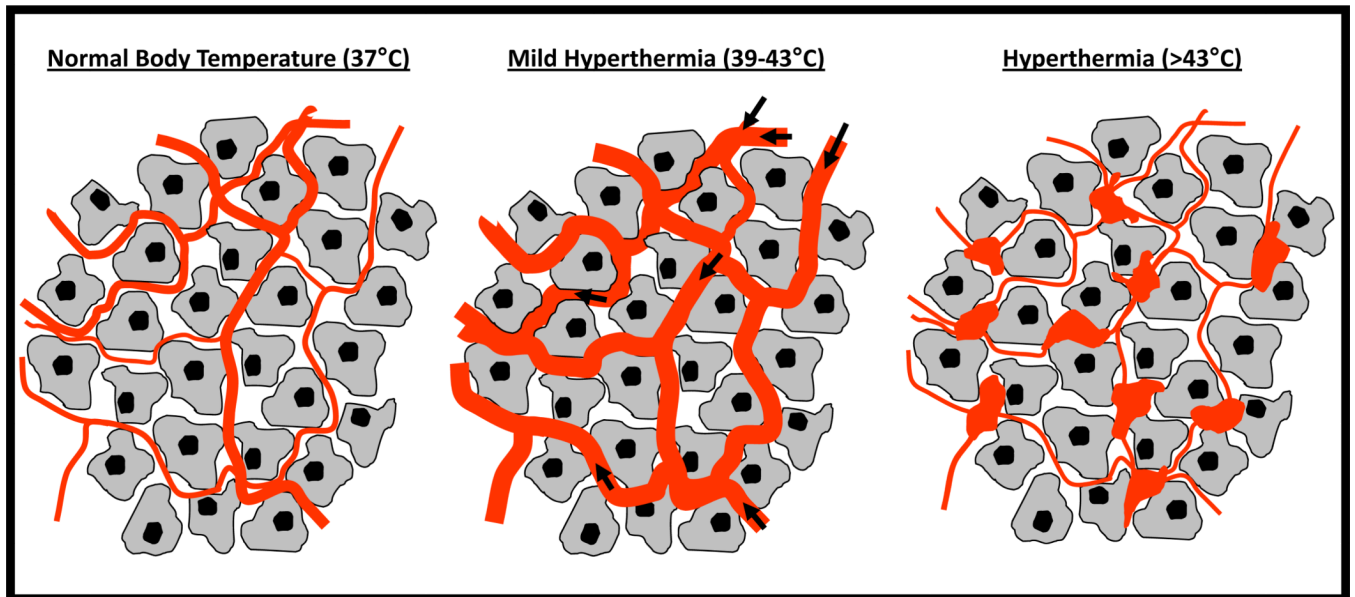 Normal Body Temperature (37°C)
Mild Hyperthermia (39-43°C)
Hyperthermia (>43°C)